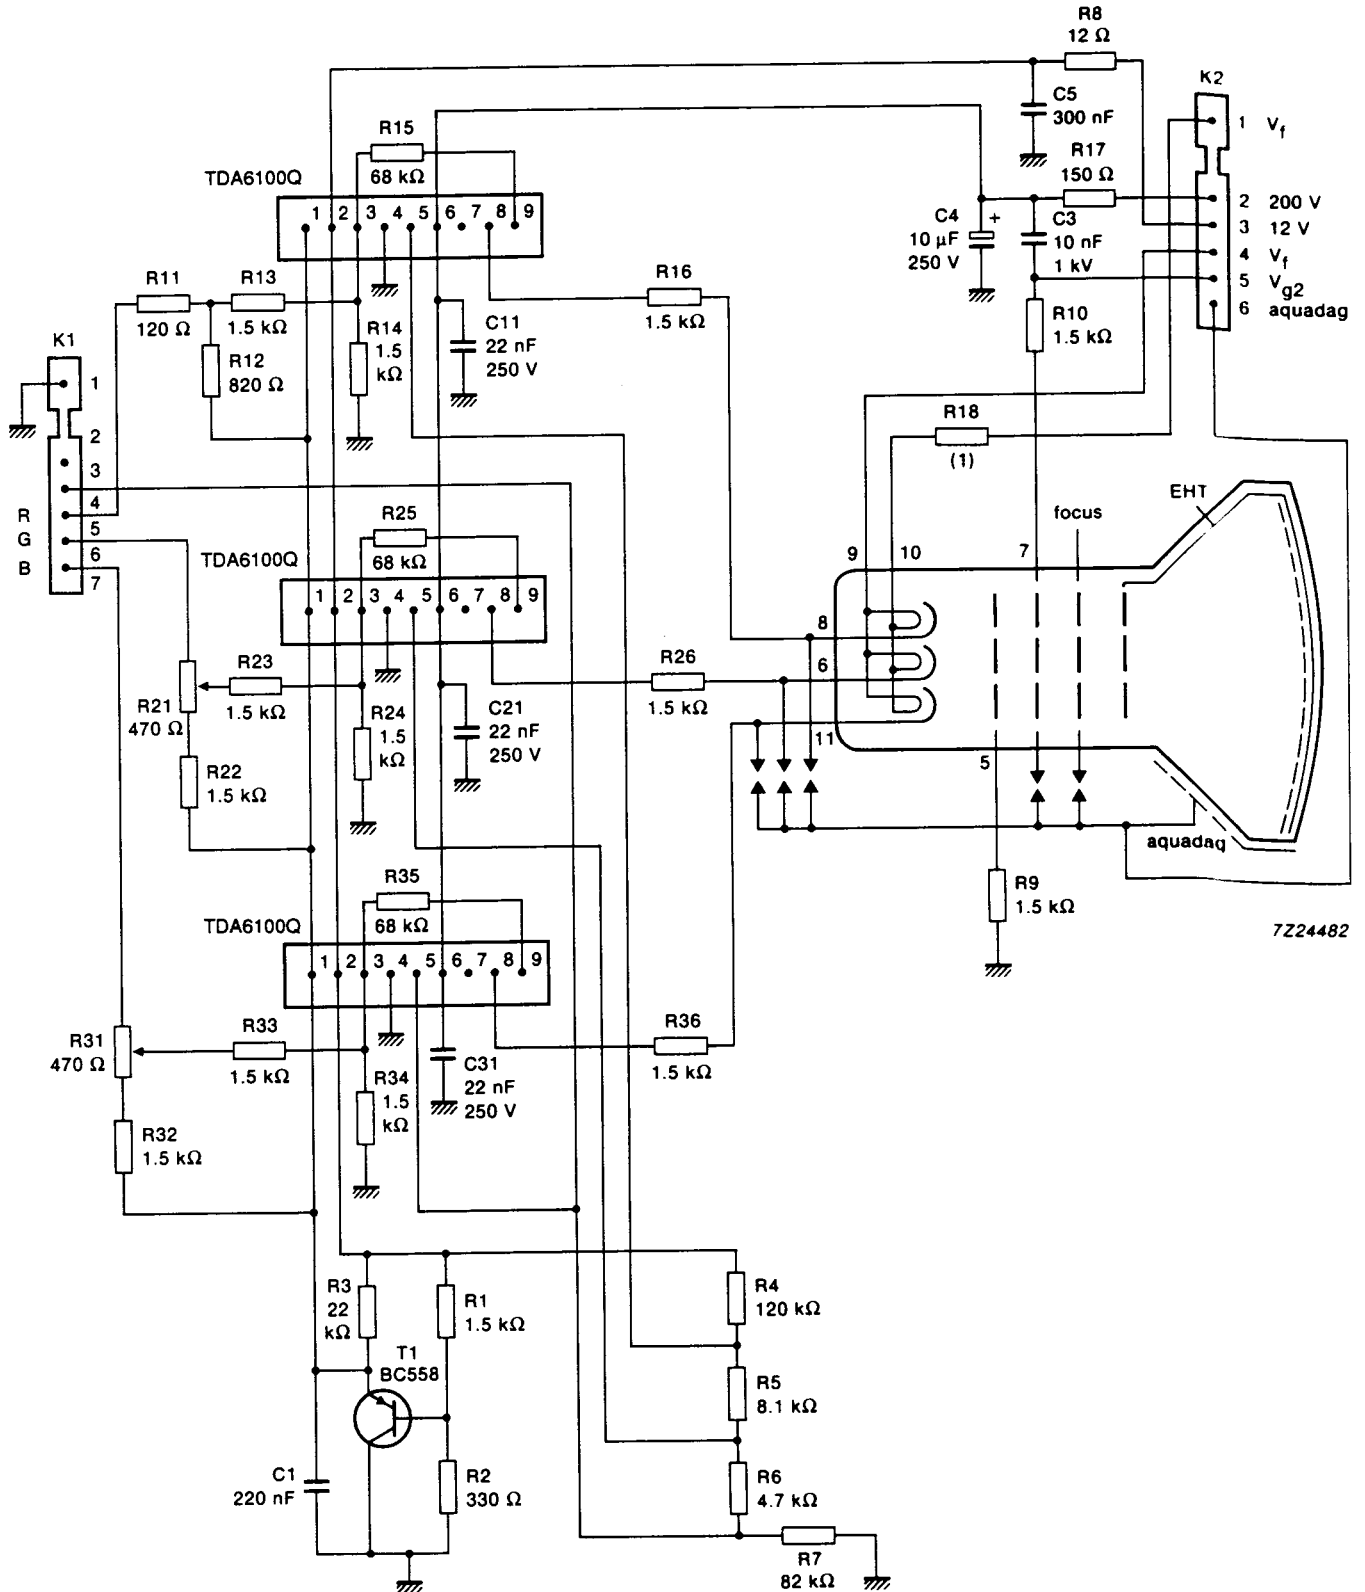 R8
12 Ω
K2
C5
300 nF
1 Vf
R15
68 kΩ
R17
150 Ω
TDA6100Q
1 2 3 4 5 6 7 8 9
2 200 V
3 12 V
4 Vf
5 Vg2
6 aquadag
C4
10 µF
250 V
+
C3
10 nF
1 kV
R11
120 Ω
R13
1.5 kΩ
R16
1.5 kΩ
R10
1.5 kΩ
R12
820 Ω
R14
1.5
kΩ
C11
22 nF
250 V
K1
1
2
3
4
5
6
7
R
G
B
R18
(1)
EHT
focus
R25
68 kΩ
TDA6100Q
1 2 3 4 5 6 7 8 9
9 10 7
8
6
11
5
R23
1.5 kΩ
R26
1.5 kΩ
R21
470 Ω
R24
1.5
kΩ
C21
22 nF
250 V
R22
1.5 kΩ
aquadag
R35
68 kΩ
R9
1.5 kΩ
TDA6100Q
1 2 3 4 5 6 7 8 9
7Z24482
R31
470 Ω
R33
1.5 kΩ
R36
1.5 kΩ
R34
1.5
kΩ
C31
22 nF
250 V
R32
1.5 kΩ
R3
22
kΩ
R1
1.5 kΩ
R4
120 kΩ
T1
BC558
R5
8.1 kΩ
C1
220 nF
R2
330 Ω
R6
4.7 kΩ
R7
82 kΩ